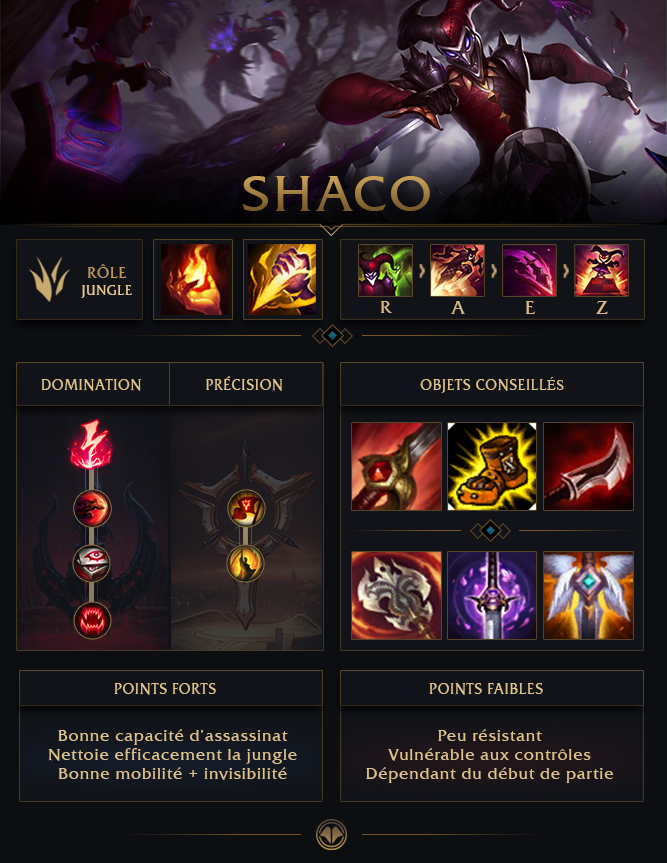 SHACO
RÔLE
JUNGLE
R
A
E
Z
DOMINATION
PRÉCISION
OBJETS CONSEILLÉS
POINTS FORTS
Bonne capacité d'assassinat
Nettoie efficacement la jungle
Bonne mobilité + invisibilité
POINTS FAIBLES
Peu résistant
Vulnérable aux contrôles
Dépendant du début de partie